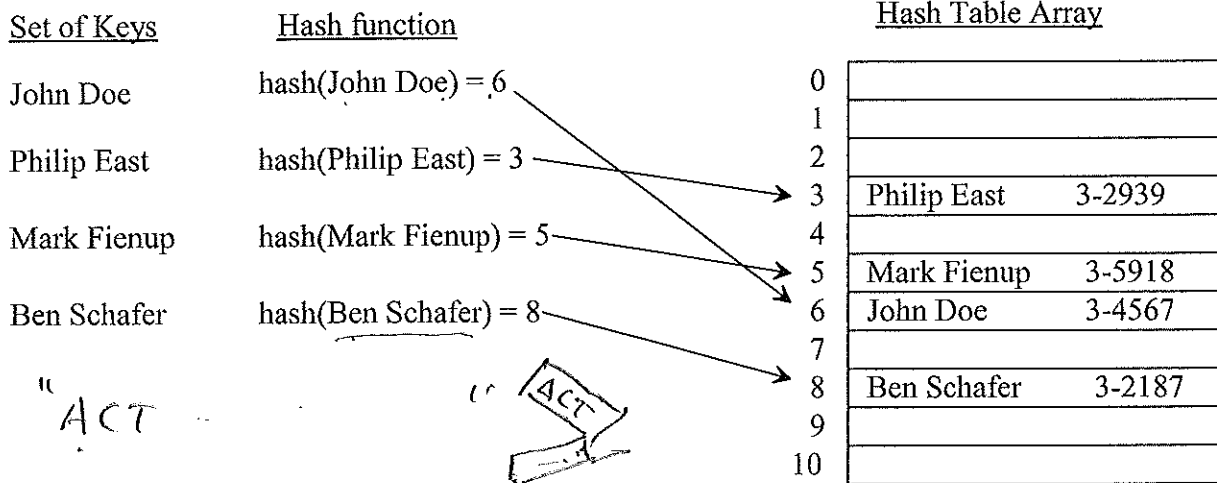 Set of Keys Hash function Hash Table Array
John Doe hash(John Doe) = 6 0
1
Philip East hash(Philip East) = 3 2
3 Philip East 3-2939
4
Mark Fienup hash(Mark Fienup) = 5 5 Mark Fienup 3-5918
Ben Schafer hash(Ben Schafer) = 8 6 John Doe 3-4567
7
8 Ben Schafer 3-2187
9
10
"ACT "
ACT